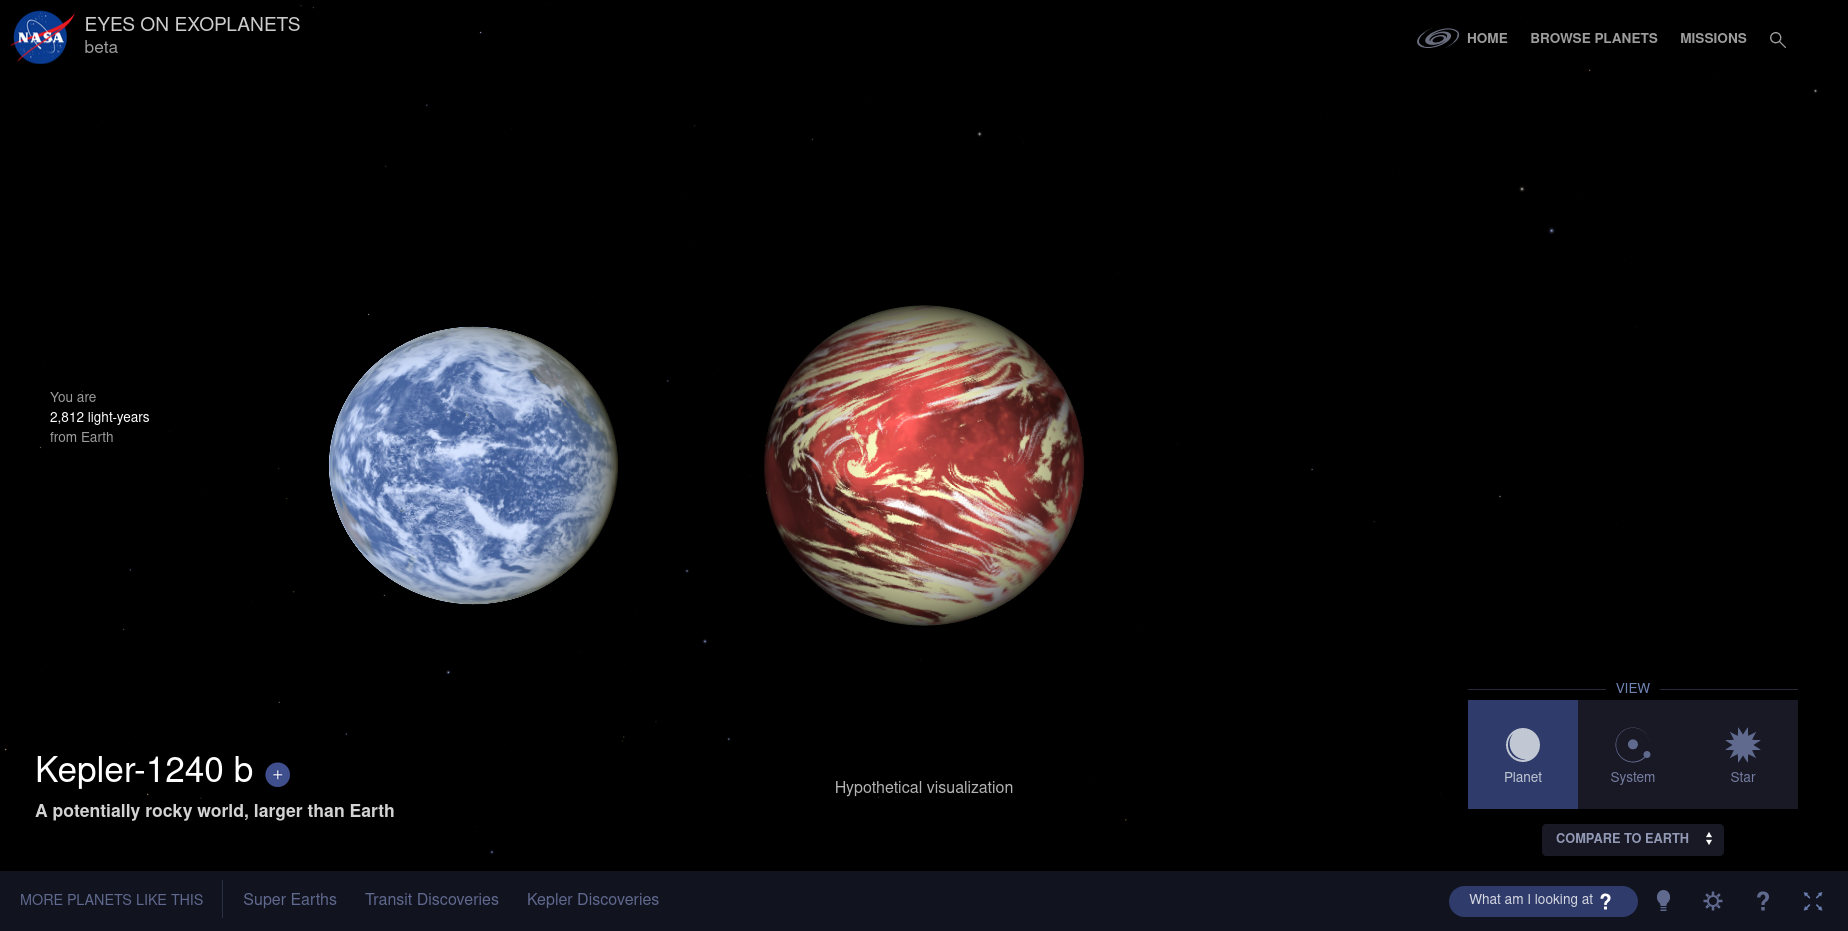 NASA
EYES ON EXOPLANETS
beta
HOME
BROWSE PLANETS
MISSIONS
You are
2,812 light-years
from Earth
VIEW
Planet
System
Star
Kepler-1240 b +
A potentially rocky world, larger than Earth
Hypothetical visualization
COMPARE TO EARTH
MORE PLANETS LIKE THIS
Super Earths
Transit Discoveries
Kepler Discoveries
What am I looking at ?
?